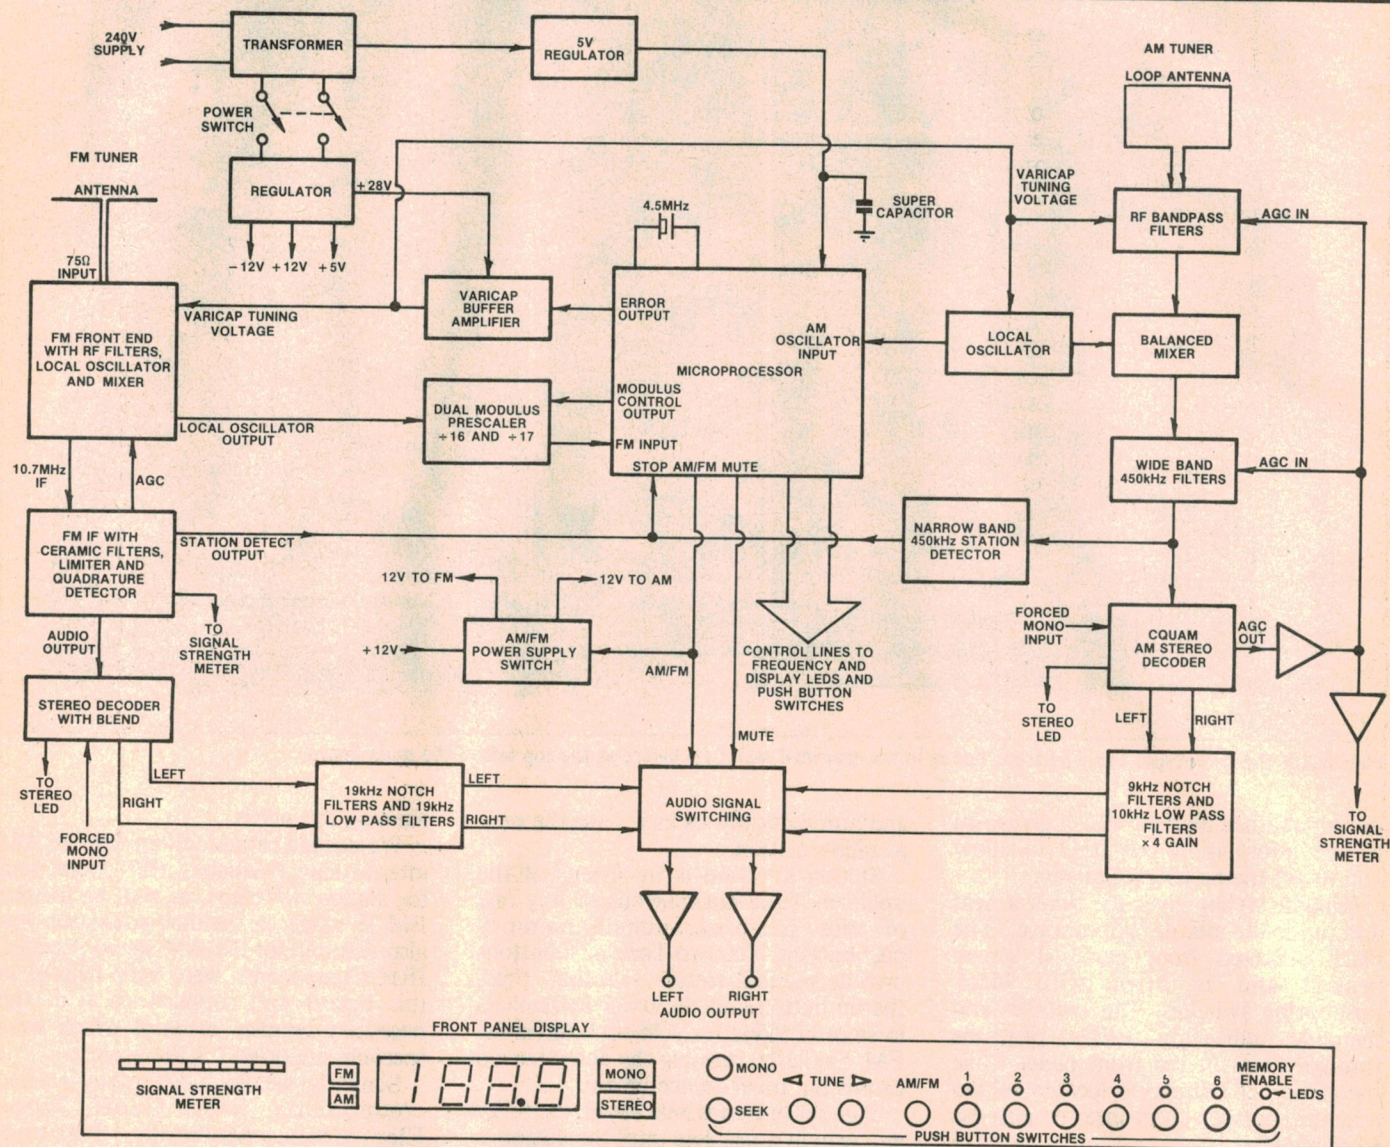 240V
SUPPLY
TRANSFORMER
5V
REGULATOR
AM TUNER
LOOP ANTENNA
POWER
SWITCH
FM TUNER
ANTENNA
REGULATOR
+28V
-12V +12V +5V
75Ω
INPUT
4.5MHz
SUPER
CAPACITOR
VARICAP
TUNING
VOLTAGE
RF BANDPASS
FILTERS
AGC IN
FM FRONT END
WITH RF FILTERS,
LOCAL OSCILLATOR
AND MIXER
VARICAP TUNING
VOLTAGE
VARICAP
BUFFER
AMPLIFIER
ERROR
OUTPUT
AM
OSCILLATOR
INPUT
MICROPROCESSOR
LOCAL
OSCILLATOR
BALANCED
MIXER
LOCAL OSCILLATOR
OUTPUT
DUAL MODULUS
PRESCALER
÷16 AND ÷17
MODULUS
CONTROL
OUTPUT
FM INPUT
STOP AM/FM MUTE
WIDE BAND
450kHz FILTERS
AGC IN
10.7MHz
IF
AGC
FM IF WITH
CERAMIC FILTERS,
LIMITER AND
QUADRATURE
DETECTOR
STATION DETECT
OUTPUT
NARROW BAND
450kHz STATION
DETECTOR
12V TO FM
12V TO AM
TO
SIGNAL
STRENGTH
METER
AUDIO
OUTPUT
+12V
AM/FM
POWER SUPPLY
SWITCH
AM/FM
CONTROL LINES TO
FREQUENCY AND
DISPLAY LEDS AND
PUSH BUTTON
SWITCHES
FORCED
MONO
INPUT
CQUAM
AM STEREO
DECODER
AGC
OUT
TO
STEREO
LED
LEFT
RIGHT
STEREO DECODER
WITH BLEND
TO
STEREO
LED
FORCED
MONO
INPUT
LEFT
RIGHT
19kHz NOTCH
FILTERS AND 19kHz
LOW PASS FILTERS
LEFT
RIGHT
MUTE
AUDIO SIGNAL
SWITCHING
9kHz NOTCH
FILTERS AND
10kHz LOW PASS
FILTERS
×4 GAIN
TO
SIGNAL
STRENGTH
METER
LEFT
RIGHT
AUDIO OUTPUT
FRONT PANEL DISPLAY
SIGNAL STRENGTH
METER
FM
AM
188.8
MONO
STEREO
MONO
SEEK
TUNE
AM/FM
1 2 3 4 5 6
MEMORY
ENABLE
LEDS
PUSH BUTTON SWITCHES